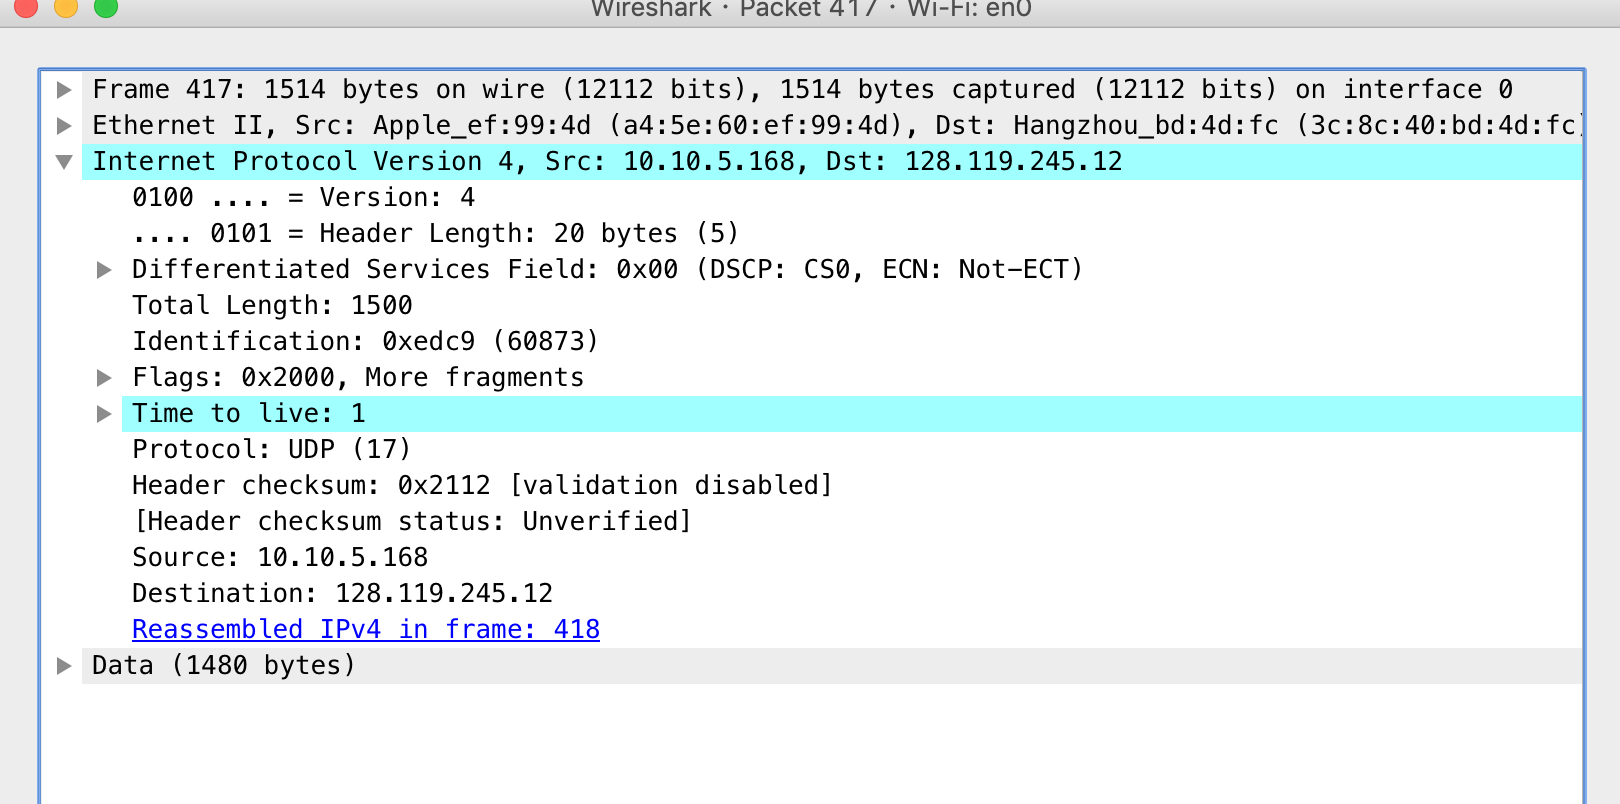 Wireshark · Packet 417 · Wi-Fi: en0
Frame 417: 1514 bytes on wire (12112 bits), 1514 bytes captured (12112 bits) on interface 0
Ethernet II, Src: Apple_ef:99:4d (a4:5e:60:ef:99:4d), Dst: Hangzhou_bd:4d:fc (3c:8c:40:bd:4d:fc)
Internet Protocol Version 4, Src: 10.10.5.168, Dst: 128.119.245.12
0100 .... = Version: 4
.... 0101 = Header Length: 20 bytes (5)
Differentiated Services Field: 0x00 (DSCP: CS0, ECN: Not-ECT)
Total Length: 1500
Identification: 0xedc9 (60873)
Flags: 0x2000, More fragments
Time to live: 1
Protocol: UDP (17)
Header checksum: 0x2112 [validation disabled]
[Header checksum status: Unverified]
Source: 10.10.5.168
Destination: 128.119.245.12
Reassembled IPv4 in frame: 418
Data (1480 bytes)